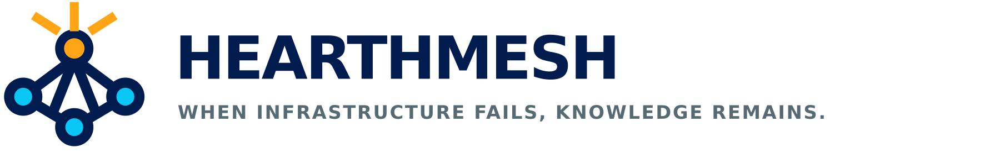 HEARTHMESH
WHEN INFRASTRUCTURE FAILS, KNOWLEDGE REMAINS.